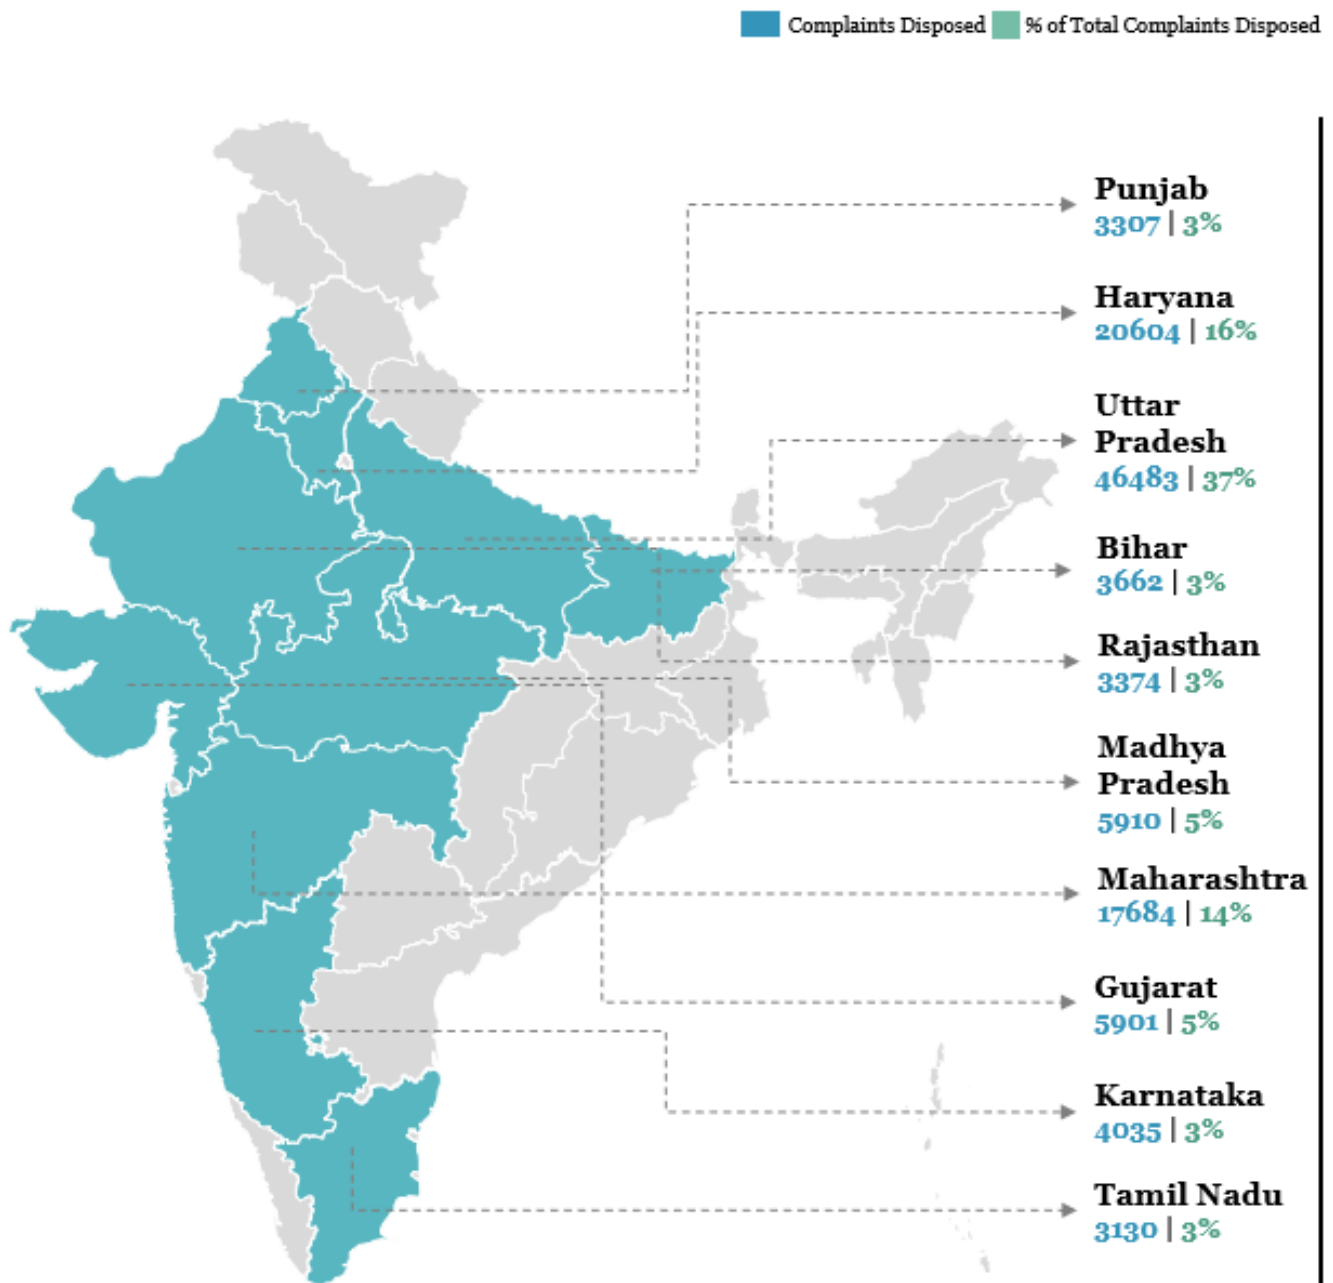 Complaints Disposed % of Total Complaints Disposed
Punjab
3307 | 3%
Haryana
20604 | 16%
Uttar
Pradesh
46483 | 37%
Bihar
3662 | 3%
Rajasthan
3374 | 3%
Madhya
Pradesh
5910 | 5%
Maharashtra
17684 | 14%
Gujarat
5901 | 5%
Karnataka
4035 | 3%
Tamil Nadu
3130 | 3%